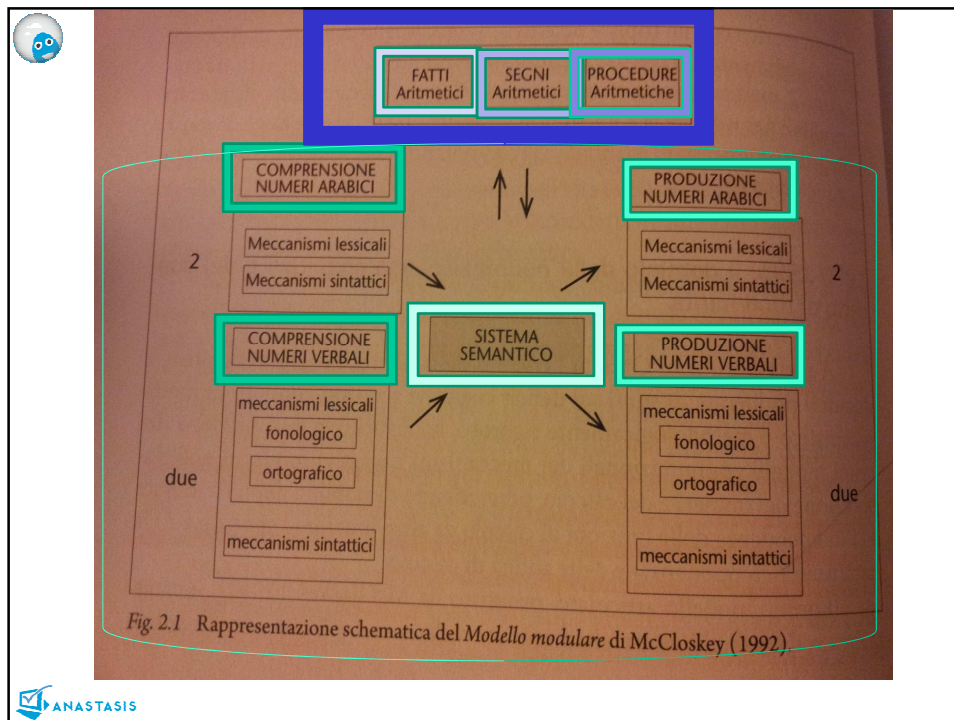 FATTI
Aritmetici
SEGNI
Aritmetici
PROCEDURE
Aritmetiche
COMPRENSIONE
NUMERI ARABICI
Meccanismi lessicali
Meccanismi sintattici
2
COMPRENSIONE
NUMERI VERBALI
meccanismi lessicali
fonologico
ortografico
due
meccanismi sintattici
SISTEMA
SEMANTICO
PRODUZIONE
NUMERI ARABICI
Meccanismi lessicali
Meccanismi sintattici
2
PRODUZIONE
NUMERI VERBALI
meccanismi lessicali
fonologico
ortografico
due
meccanismi sintattici
Fig. 2.1 Rappresentazione schematica del Modello modulare di McCloskey (1992).
ANASTASIS